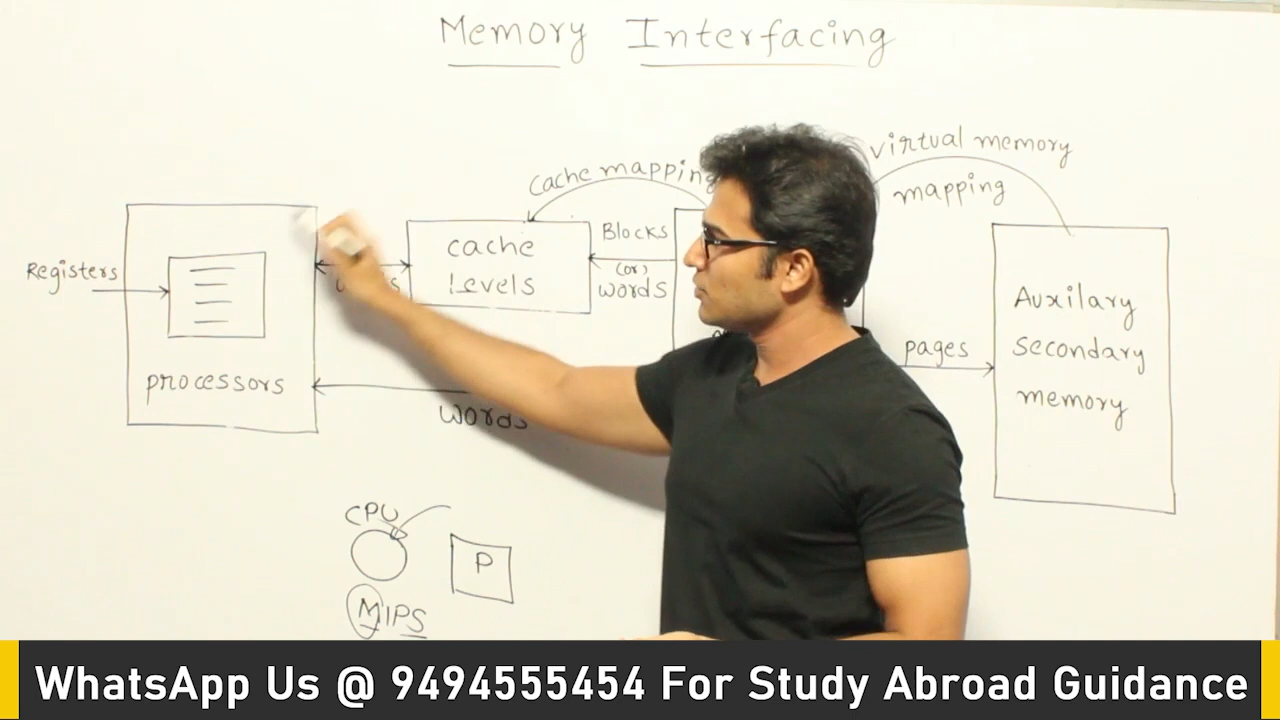 Memory Interfacing
virtual memory
mapping
Cache mapping
Registers
cache
levels
Blocks
(or)
words
processors
words
pages
Auxilary
secondary
memory
CPU
P
MIPS
WhatsApp Us @ 9494555454 For Study Abroad Guidance